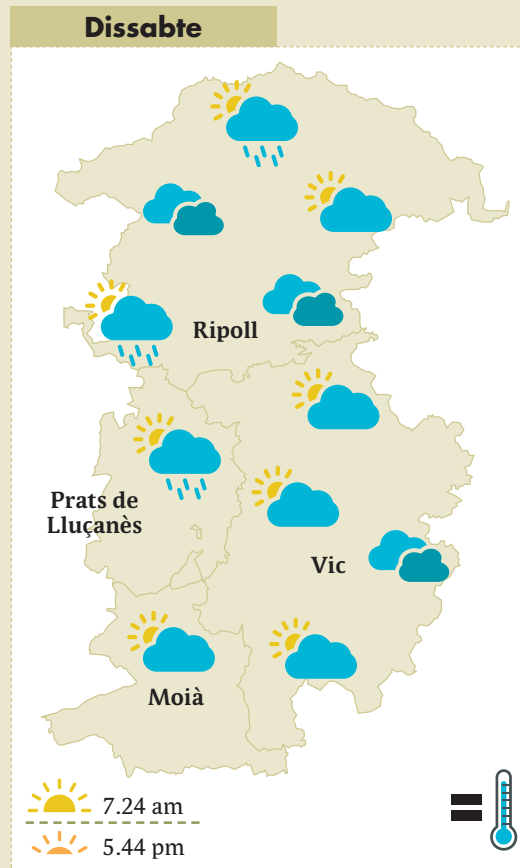 Dissabte
Ripoll
Prats de
Lluçanès
Vic
Moià
7.24 am
5.44 pm